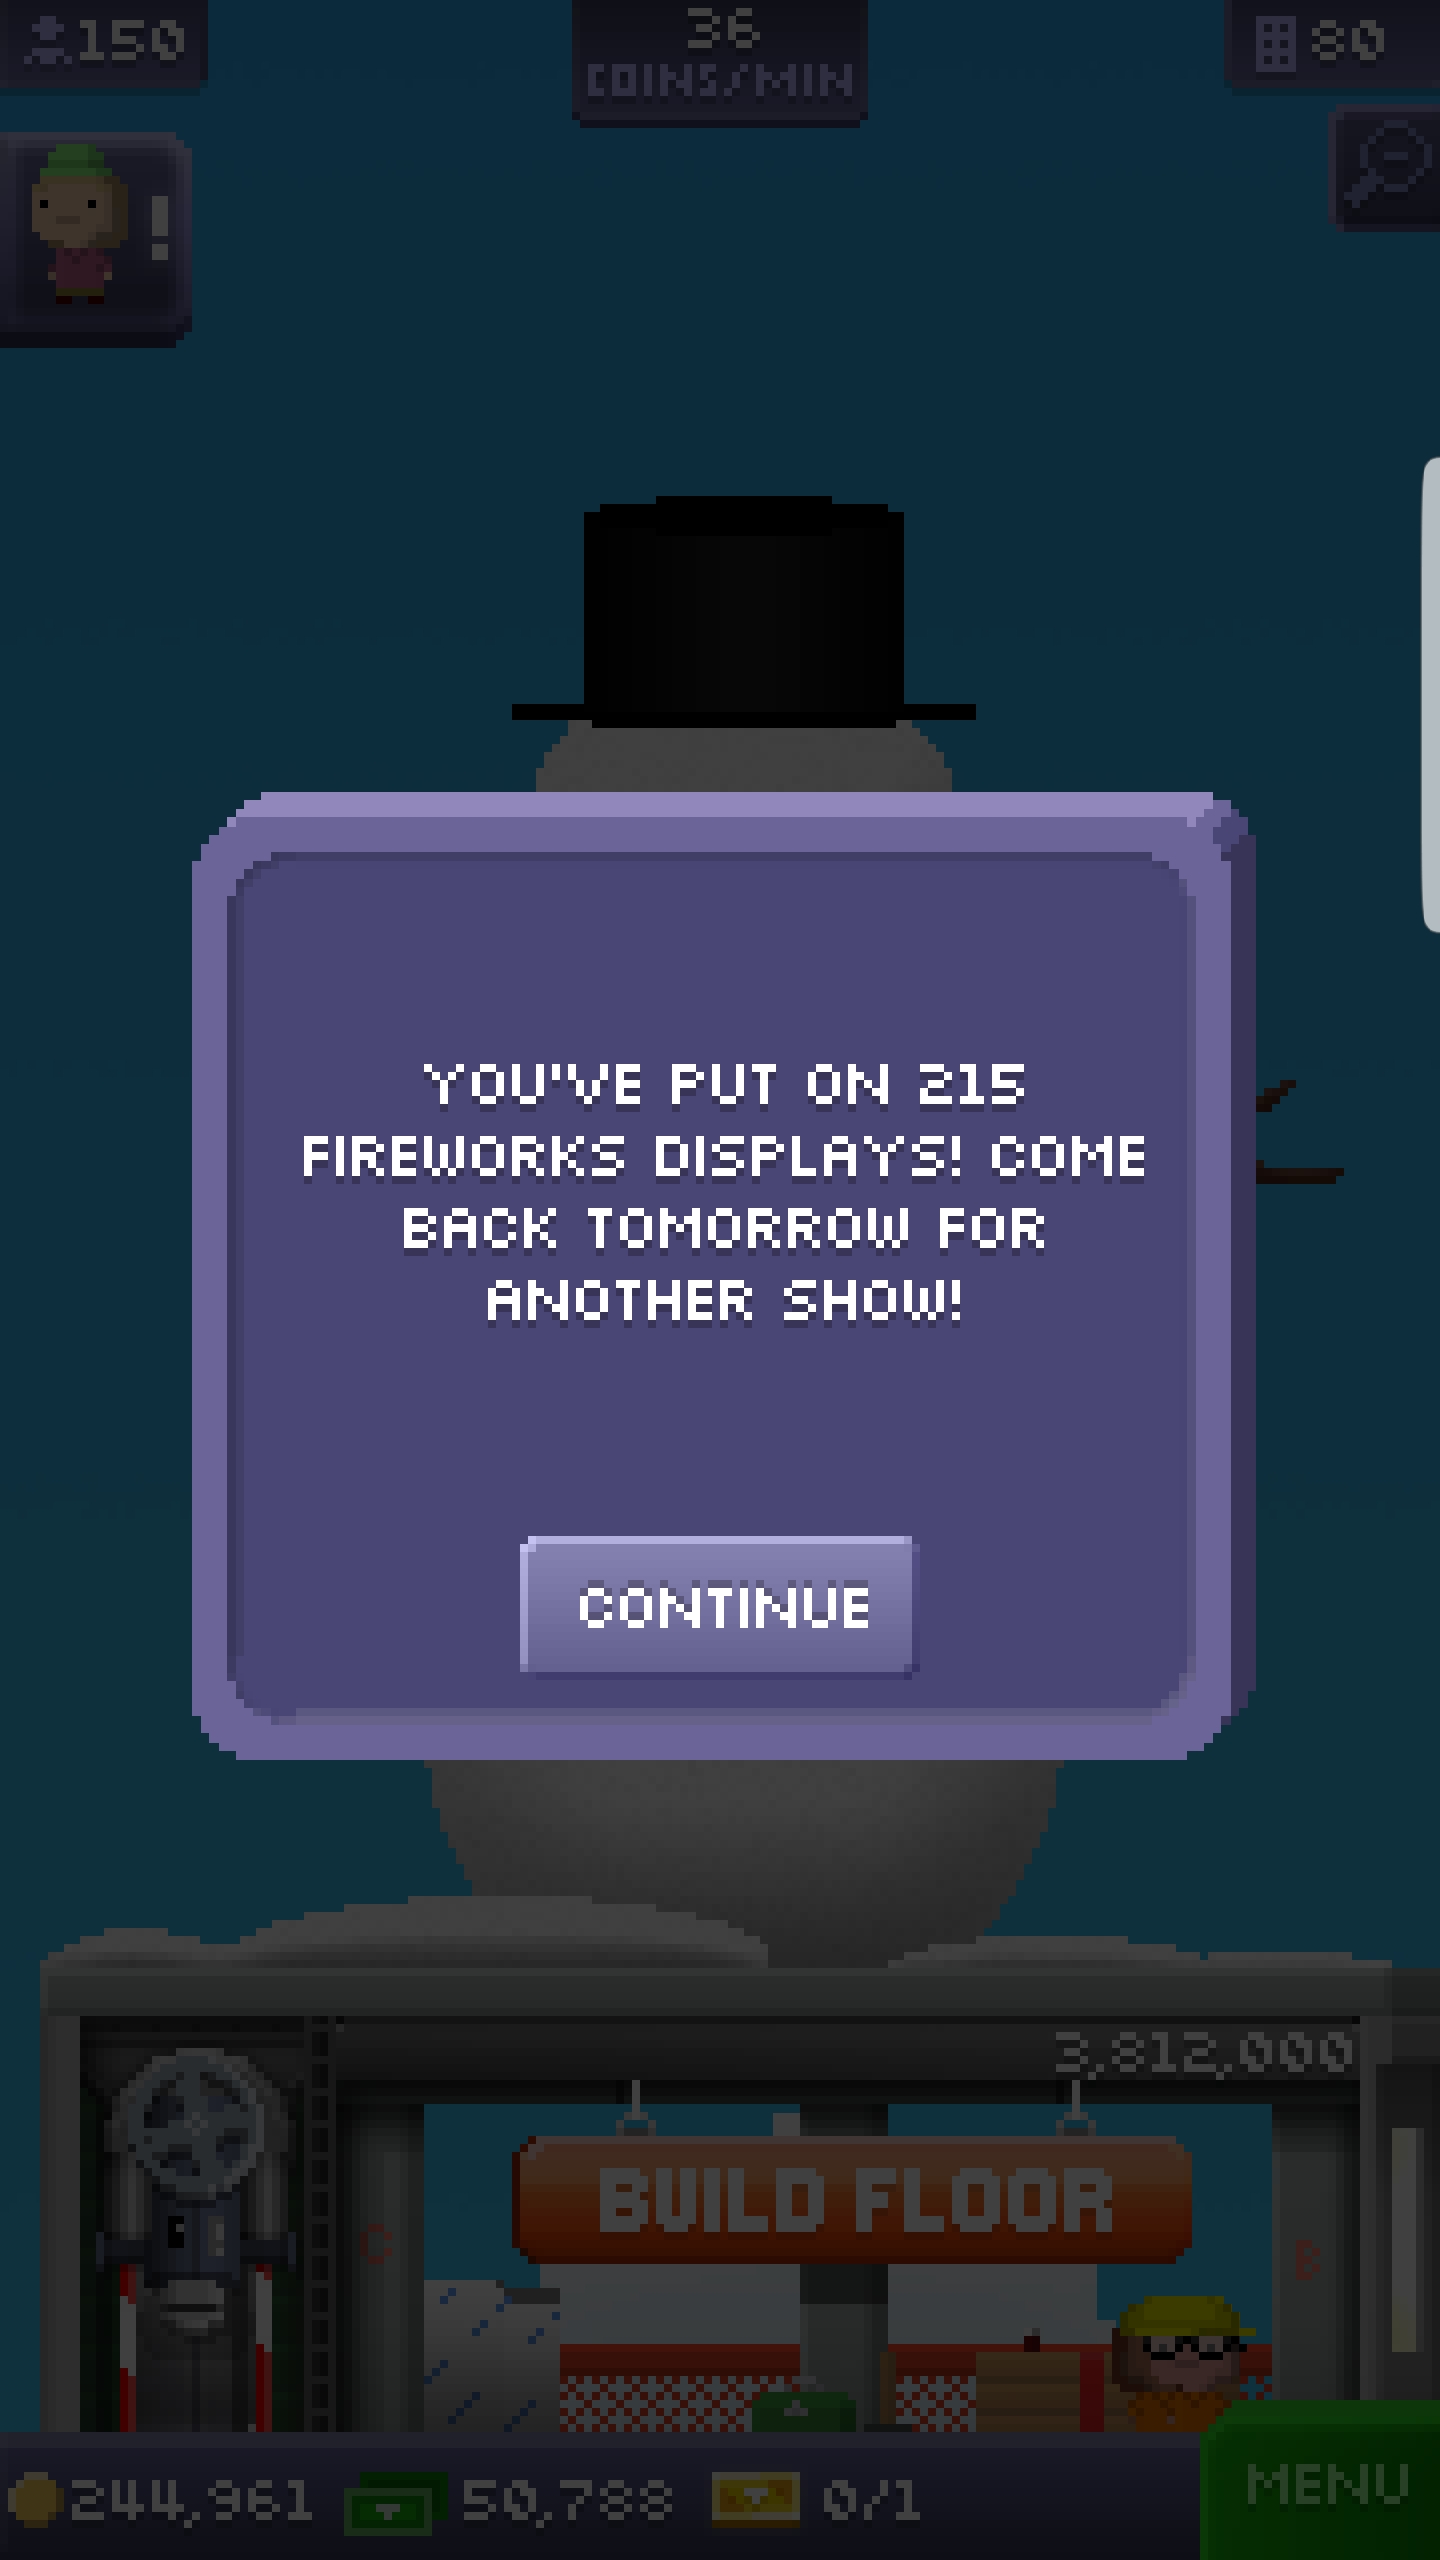 150
36
COINS/MIN
80
!
YOU'VE PUT ON 215
FIREWORKS DISPLAYS! COME
BACK TOMORROW FOR
ANOTHER SHOW!
CONTINUE
3,812,000
BUILD FLOOR
C
B
244,961
50,788
0/1
MENU